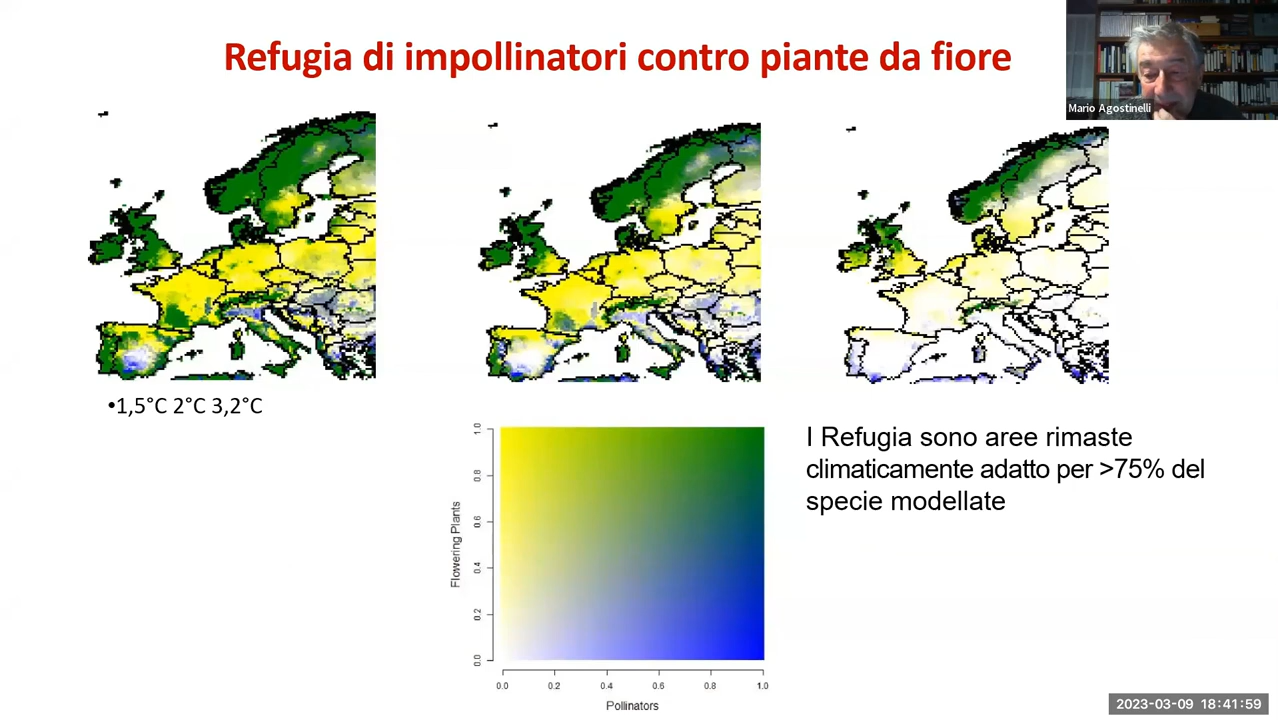 Refugia di impollinatori contro piante da fiore
Mario Agostinelli
•1,5°C 2°C 3,2°C
I Refugia sono aree rimaste
climaticamente adatto per >75% del
specie modellate
Flowering Plants
1.0
0.8
0.6
0.4
0.2
0.0
0.0 0.2 0.4 0.6 0.8 1.0
Pollinators
2023-03-09 18:41:59